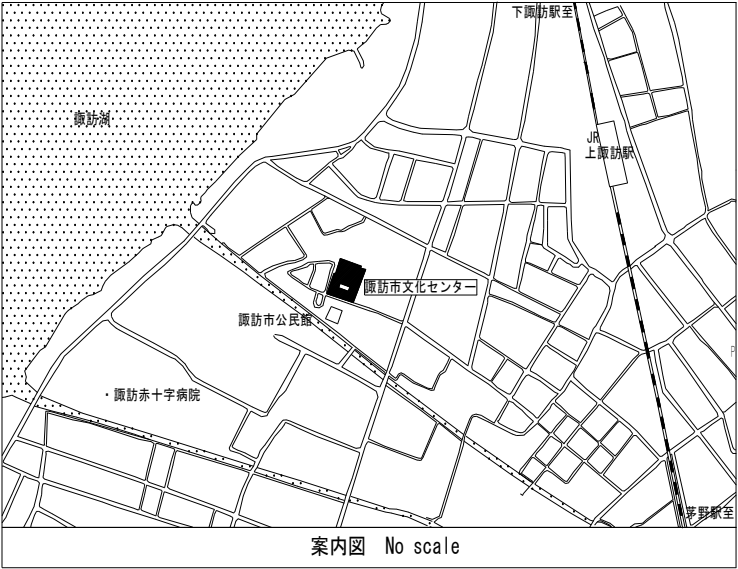 下諏訪駅至
諏訪湖
JR
上諏訪駅
諏訪市文化センター
諏訪市公民館
P
・諏訪赤十字病院
茅野駅至
案内図 No scale